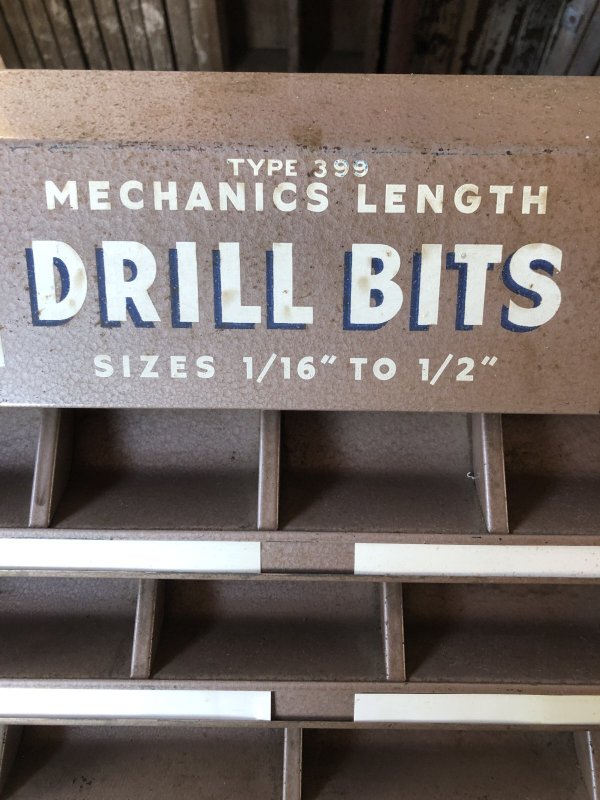 TYPE 399
MECHANICS LENGTH
DRILL BITS
SIZES 1/16" TO 1/2"